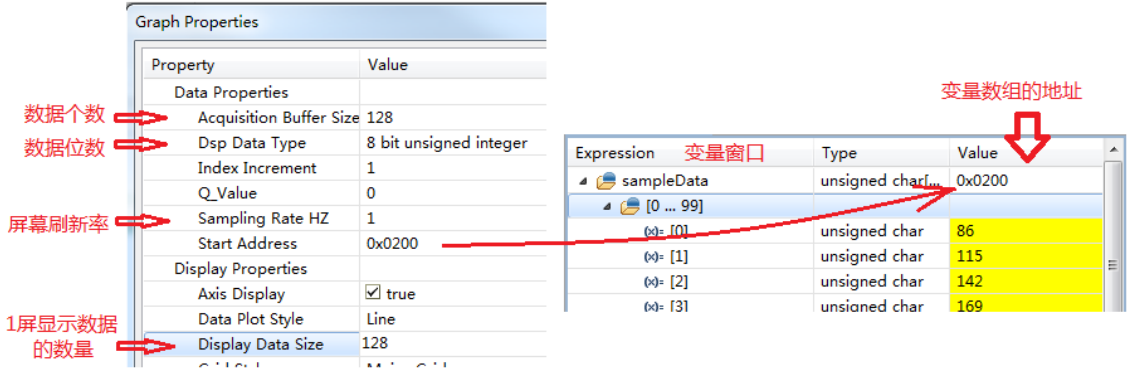 Graph Properties
Property Value
Data Properties
数据个数 Acquisition Buffer Size 128
数据位数 Dsp Data Type 8 bit unsigned integer
Index Increment 1
Q_Value 0
屏幕刷新率 Sampling Rate HZ 1
Start Address 0x0200
Display Properties
Axis Display true
Data Plot Style Line
1屏显示数据
的数量 Display Data Size 128
变量数组的地址
Expression 变量窗口 Type Value
sampleData unsigned char[... 0x0200
[0 ... 99]
(x)= [0] unsigned char 86
(x)= [1] unsigned char 115
(x)= [2] unsigned char 142
(x)= [3] unsigned char 169